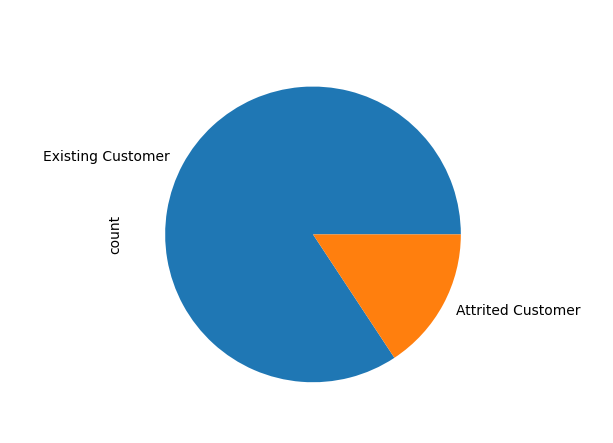 Existing Customer
count
Attrited Customer